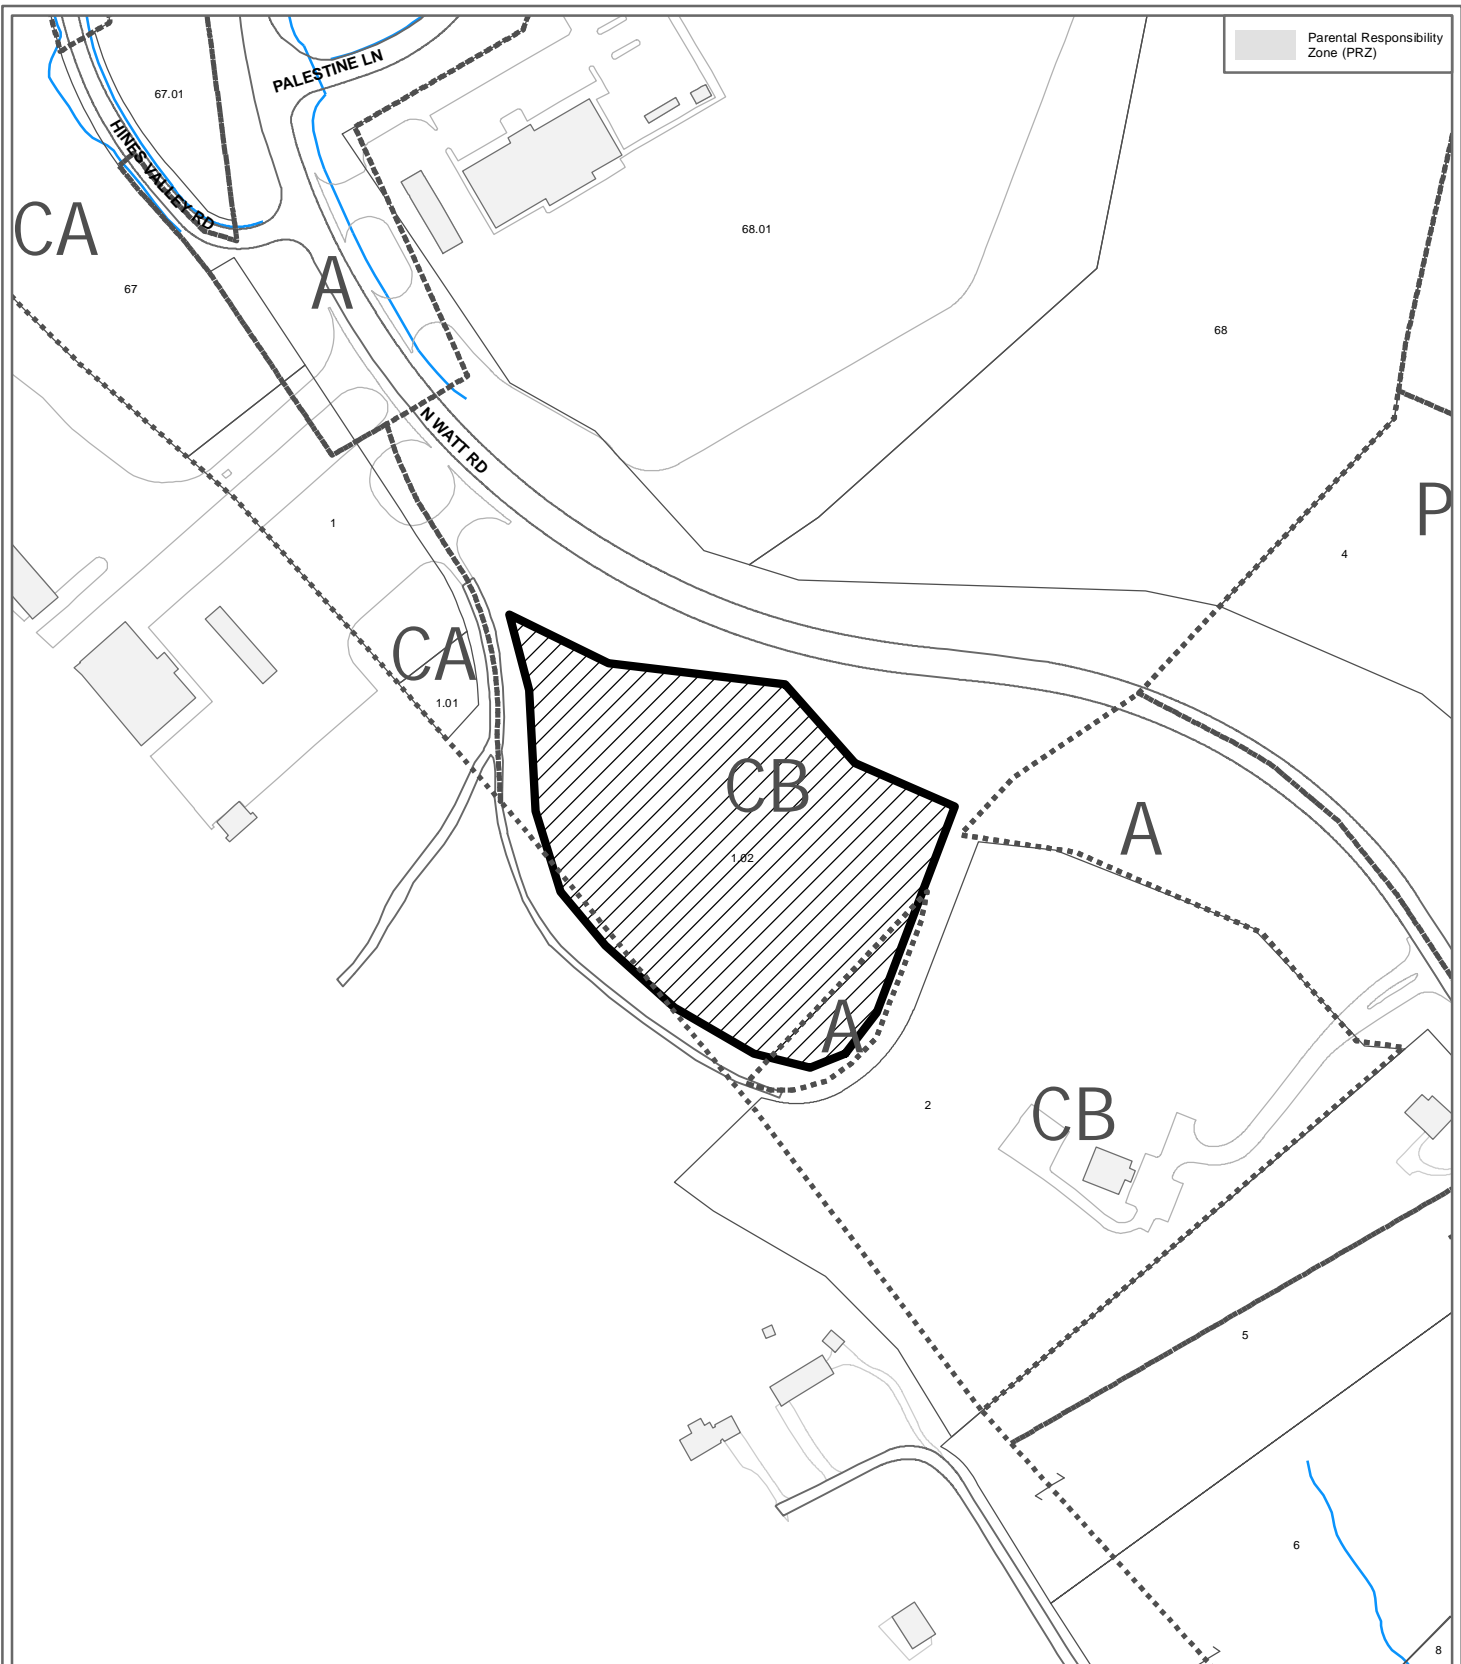 Parental Responsibility
Zone (PRZ)
PALESTINE LN
67.01
HINES VALLEY RD
CA
68.01
A
67
68
N WATT RD
P
1
4
CA
1.01
CB
A
1.02
A
2
CB
5
6
8